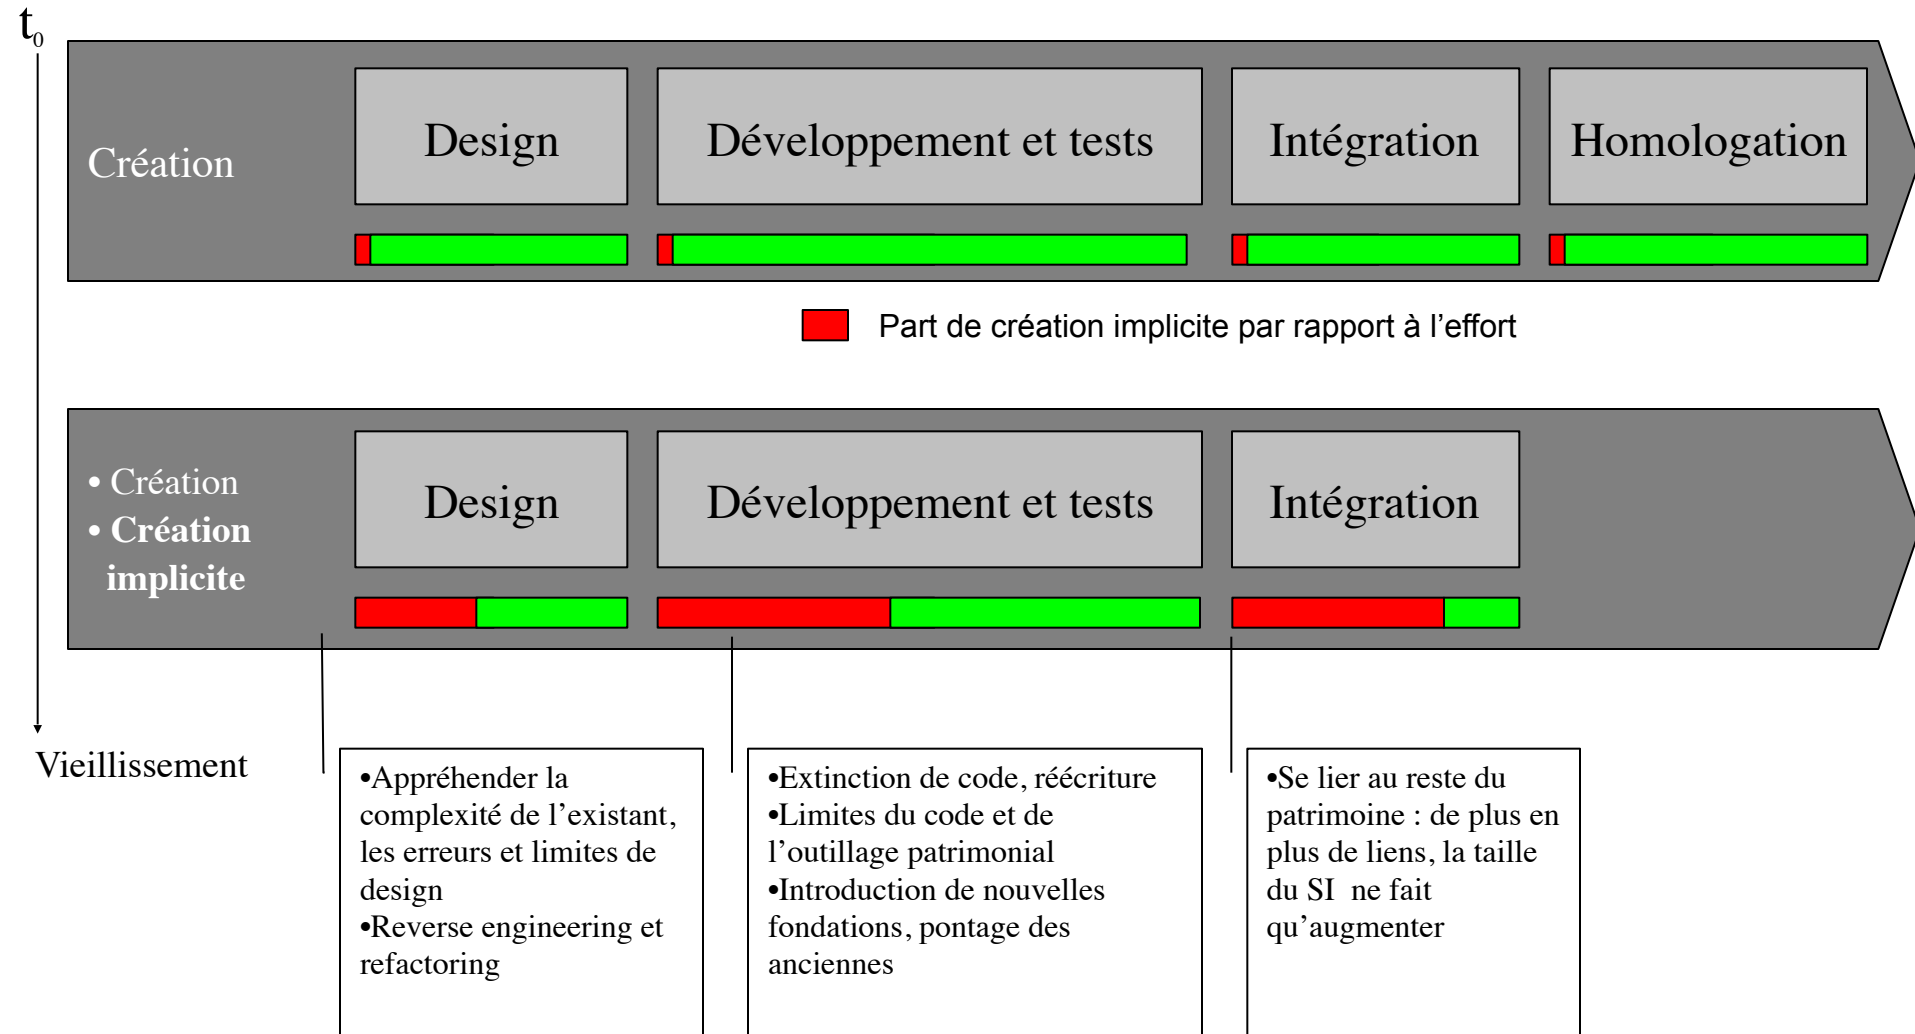 t0
Création
Design
Développement et tests
Intégration
Homologation
Part de création implicite par rapport à l’effort
• Création
• Création
implicite
Design
Développement et tests
Intégration
Vieillissement
•Appréhender la
complexité de l’existant,
les erreurs et limites de
design
•Reverse engineering et
refactoring
•Extinction de code, réécriture
•Limites du code et de
l’outillage patrimonial
•Introduction de nouvelles
fondations, pontage des
anciennes
•Se lier au reste du
patrimoine : de plus en
plus de liens, la taille
du SI  ne fait
qu’augmenter